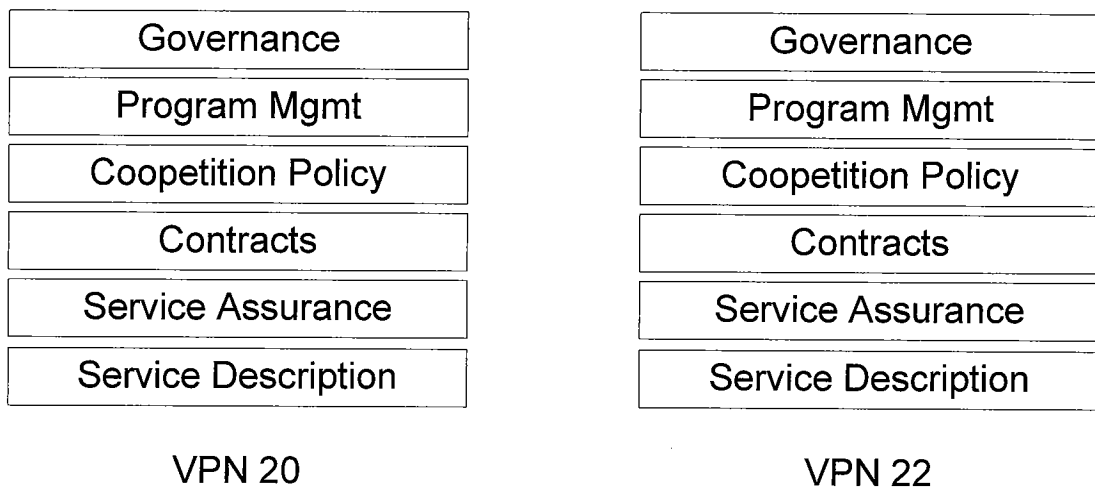 Governance
Program Mgmt
Coopetition Policy
Contracts
Service Assurance
Service Description
VPN 20
Governance
Program Mgmt
Coopetition Policy
Contracts
Service Assurance
Service Description
VPN 22